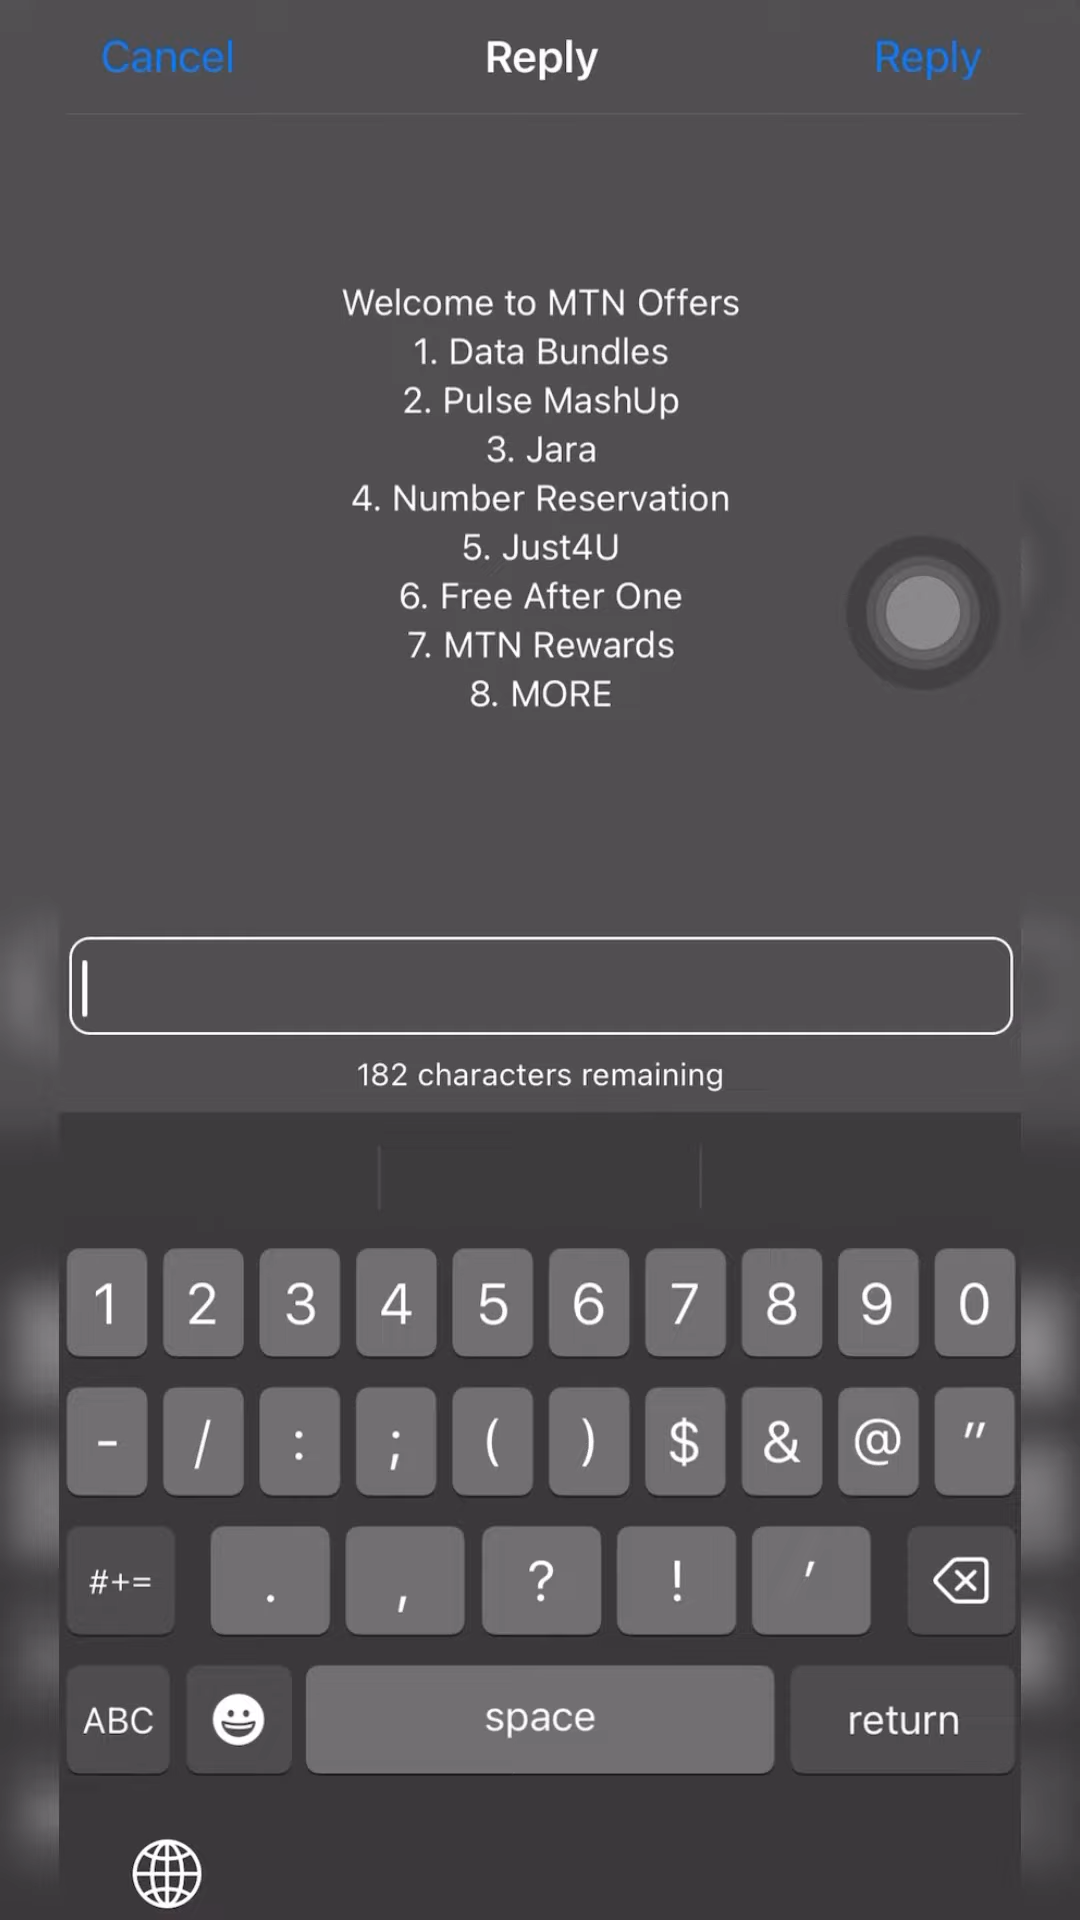 Cancel Reply Reply
Welcome to MTN Offers
1. Data Bundles
2. Pulse MashUp
3. Jara
4. Number Reservation
5. Just4U
6. Free After One
7. MTN Rewards
8. MORE
182 characters remaining
1 2 3 4 5 6 7 8 9 0
- / : ; ( ) $ & @ "
#+= . , ? ! '
ABC space return